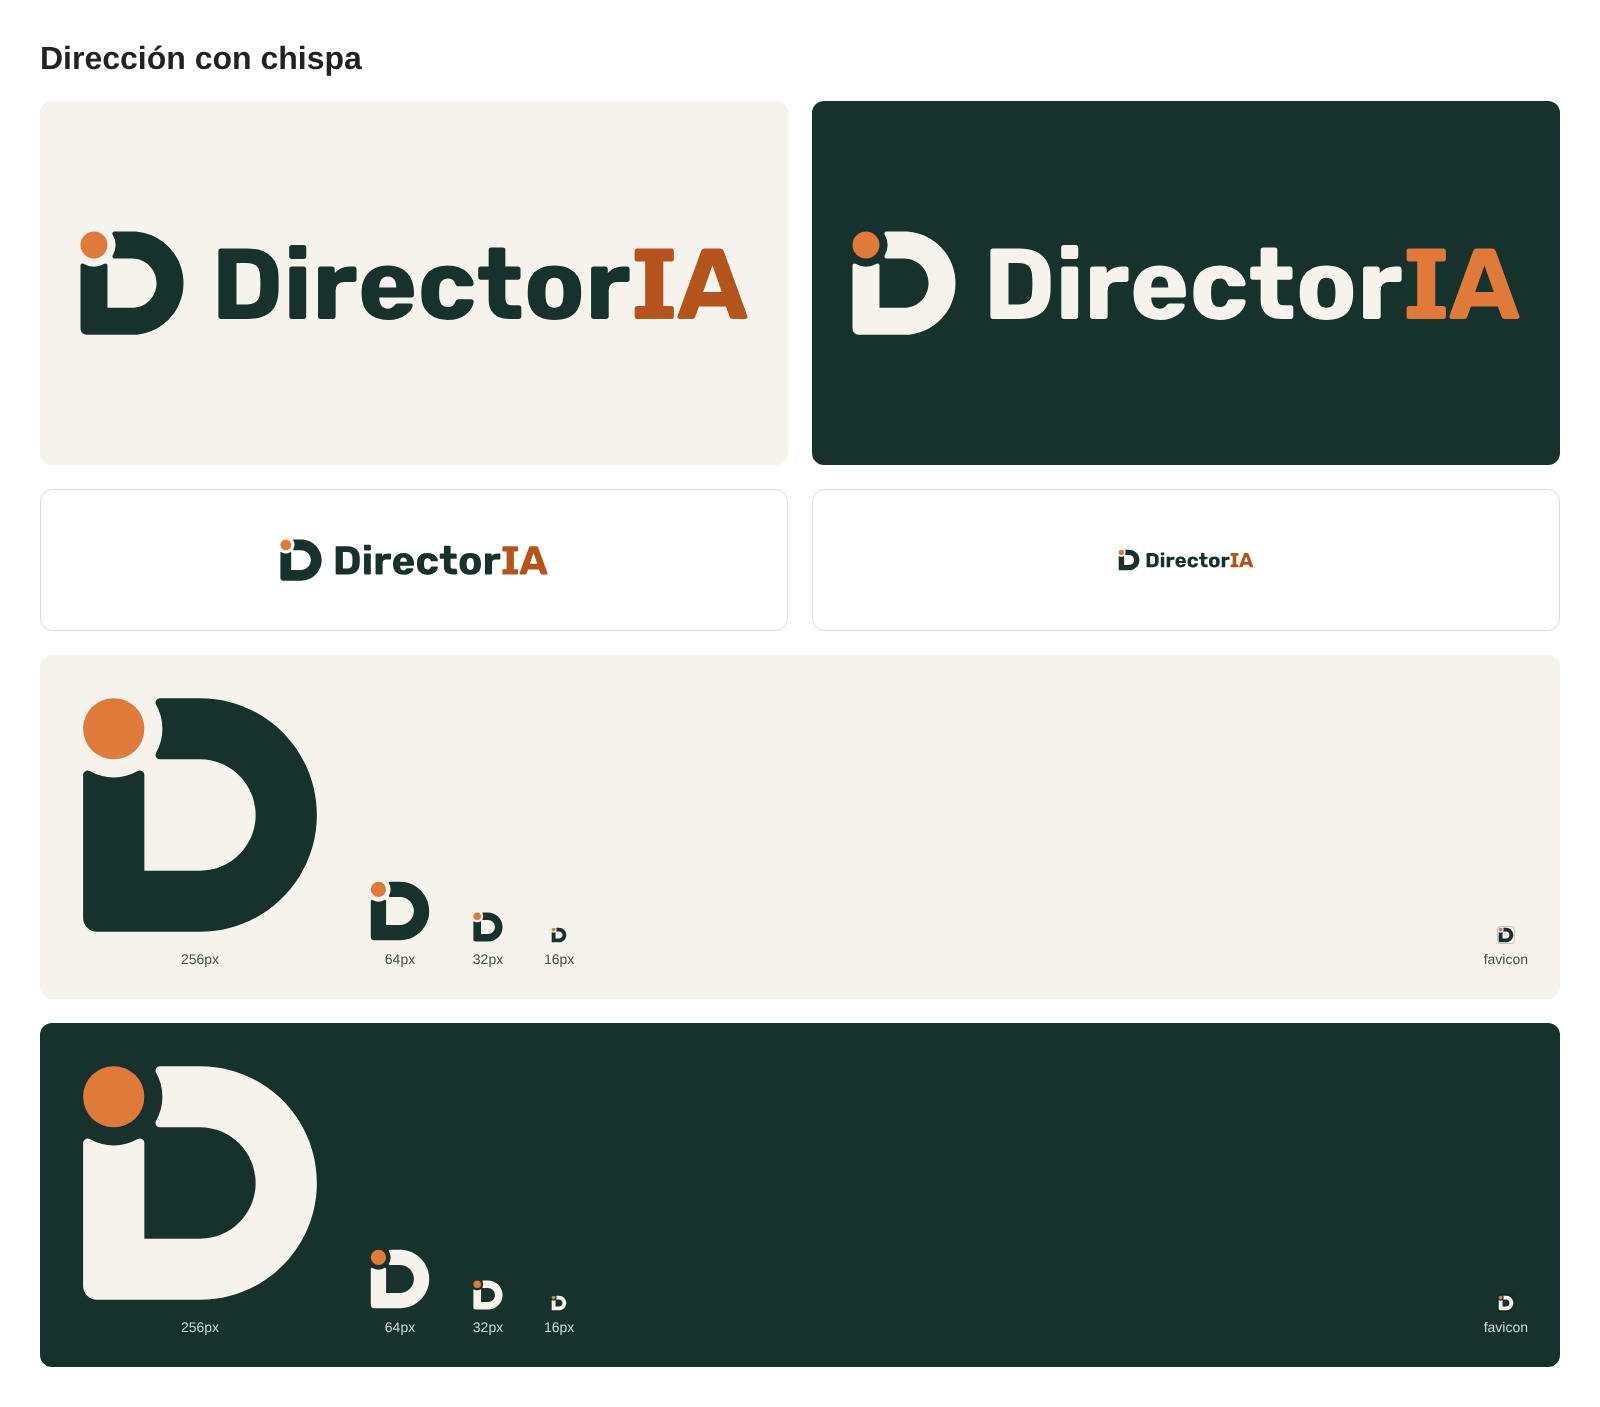 Dirección con chispa
DirectorIA
DirectorIA
DirectorIA
DirectorIA
256px
64px
32px
16px
favicon
256px
64px
32px
16px
favicon